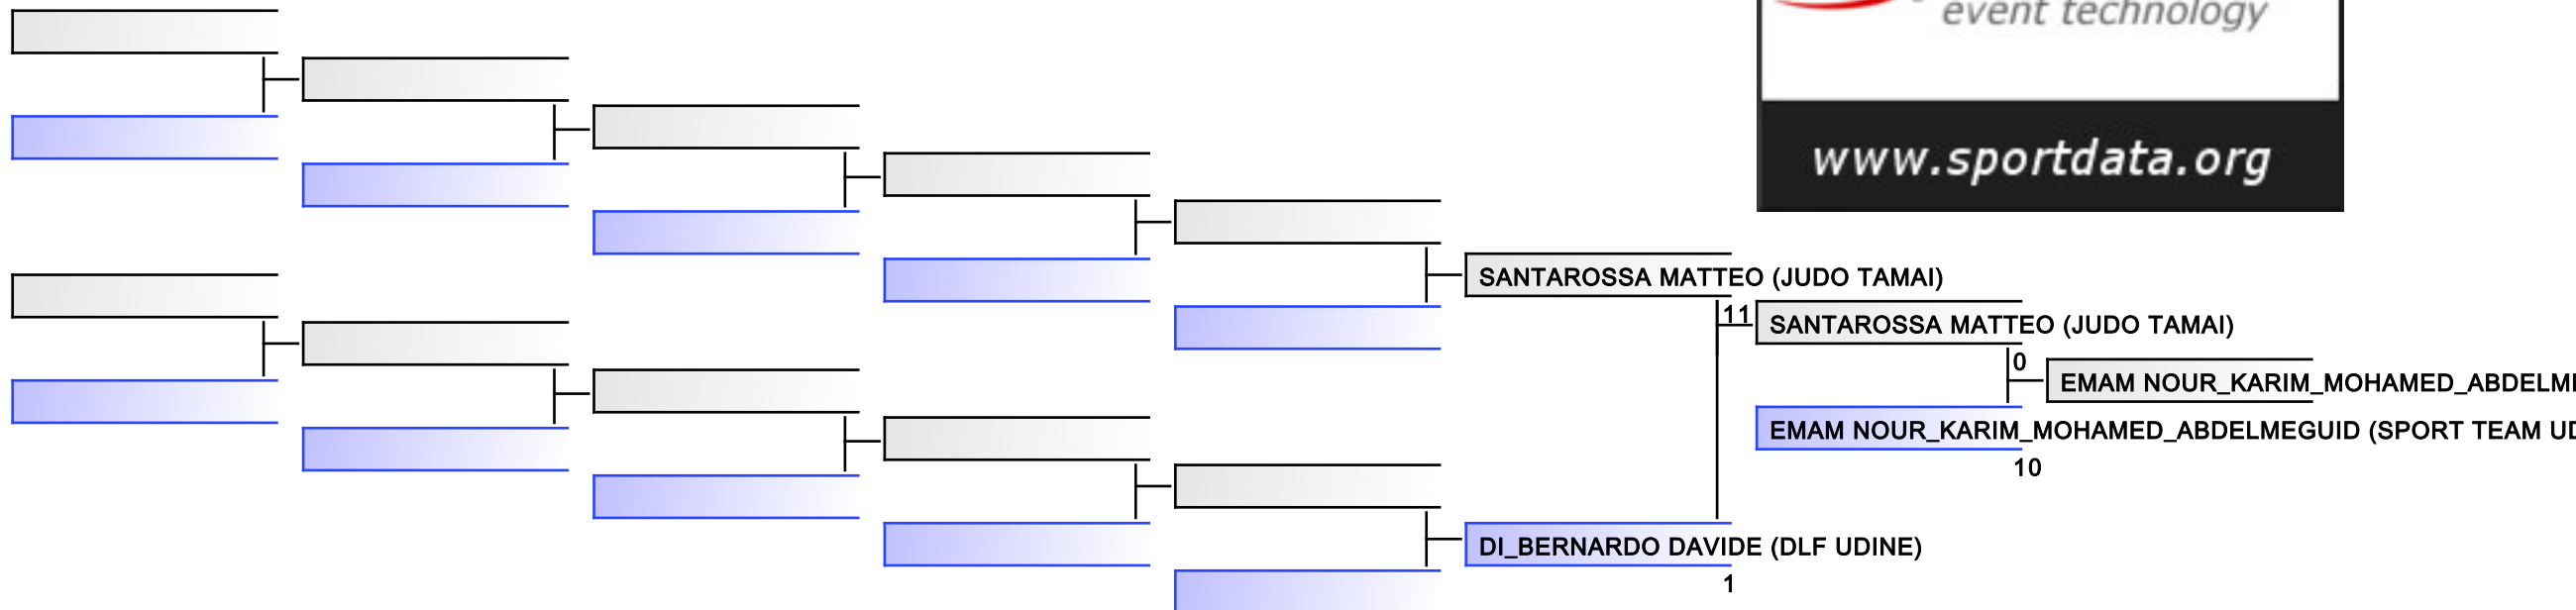 event technology
www.sportdata.org
SANTAROSSA MATTEO (JUDO TAMAI)
11
SANTAROSSA MATTEO (JUDO TAMAI)
0
EMAM NOUR_KARIM_MOHAMED_ABDELM
EMAM NOUR_KARIM_MOHAMED_ABDELMEGUID (SPORT TEAM UD
10
DI_BERNARDO DAVIDE (DLF UDINE)
1